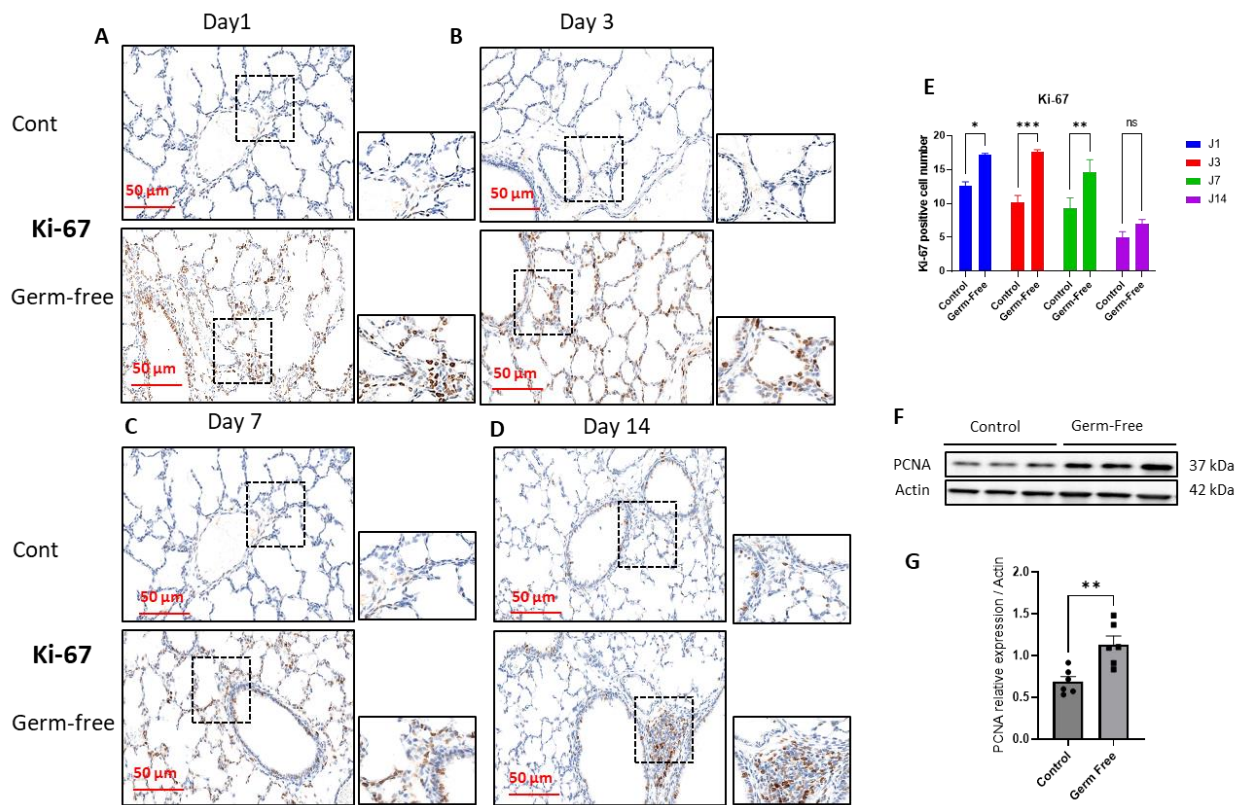 Day1
Day 3
A
B
Cont
Ki-67
Germ-free
50 µm
50 µm
50 µm
50 µm
Day 7
Day 14
C
D
Cont
Ki-67
Germ-free
50 µm
50 µm
50 µm
50 µm
E
Ki-67
Ki-67 positive cell number
20
15
10
5
0
*
***
**
ns
Control
Germ-Free
Control
Germ-Free
Control
Germ-Free
Control
Germ-Free
J1
J3
J7
J14
F
Control
Germ-Free
PCNA
37 kDa
Actin
42 kDa
G
PCNA relative expression / Actin
2.0
1.5
1.0
0.5
0.0
**
Control
Germ Free